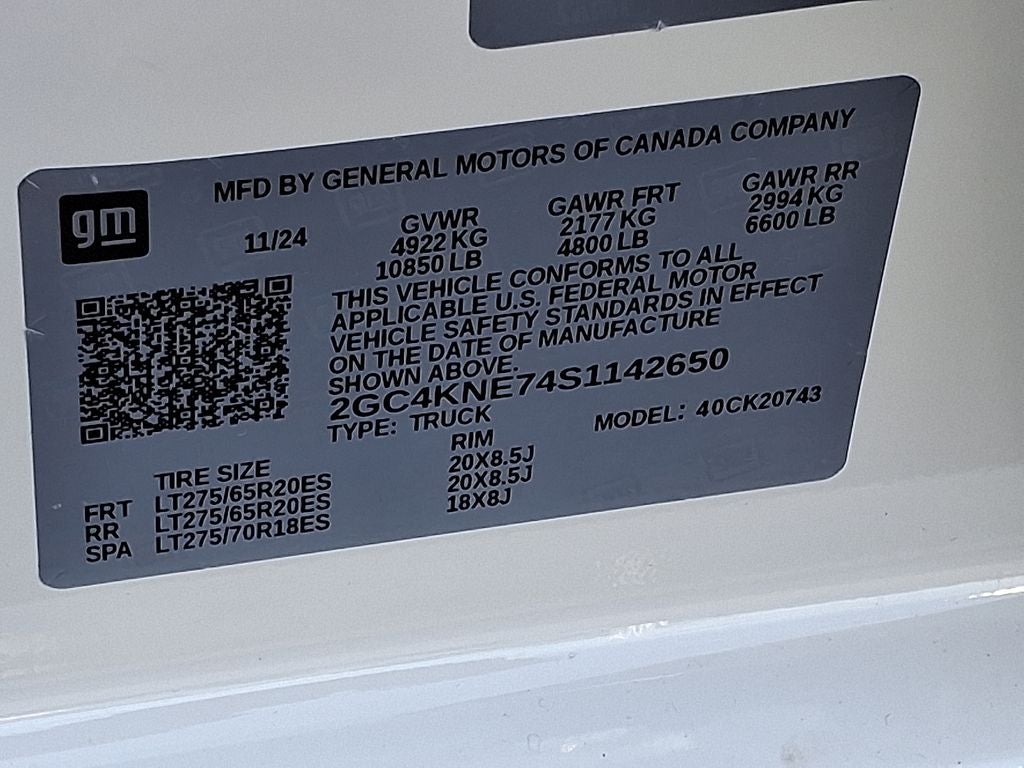 MFD BY GENERAL MOTORS OF CANADA COMPANY
gm
11/24
GVWR
4922 KG
10850 LB
GAWR FRT
2177 KG
4800 LB
GAWR RR
2994 KG
6600 LB
THIS VEHICLE CONFORMS TO ALL
APPLICABLE U.S. FEDERAL MOTOR
VEHICLE SAFETY STANDARDS IN EFFECT
ON THE DATE OF MANUFACTURE
SHOWN ABOVE.
2GC4KNE74S1142650
TYPE: TRUCK
MODEL: 40CK20743
TIRE SIZE RIM
FRT LT275/65R20ES 20X8.5J
RR LT275/65R20ES 20X8.5J
SPA LT275/70R18ES 18X8J